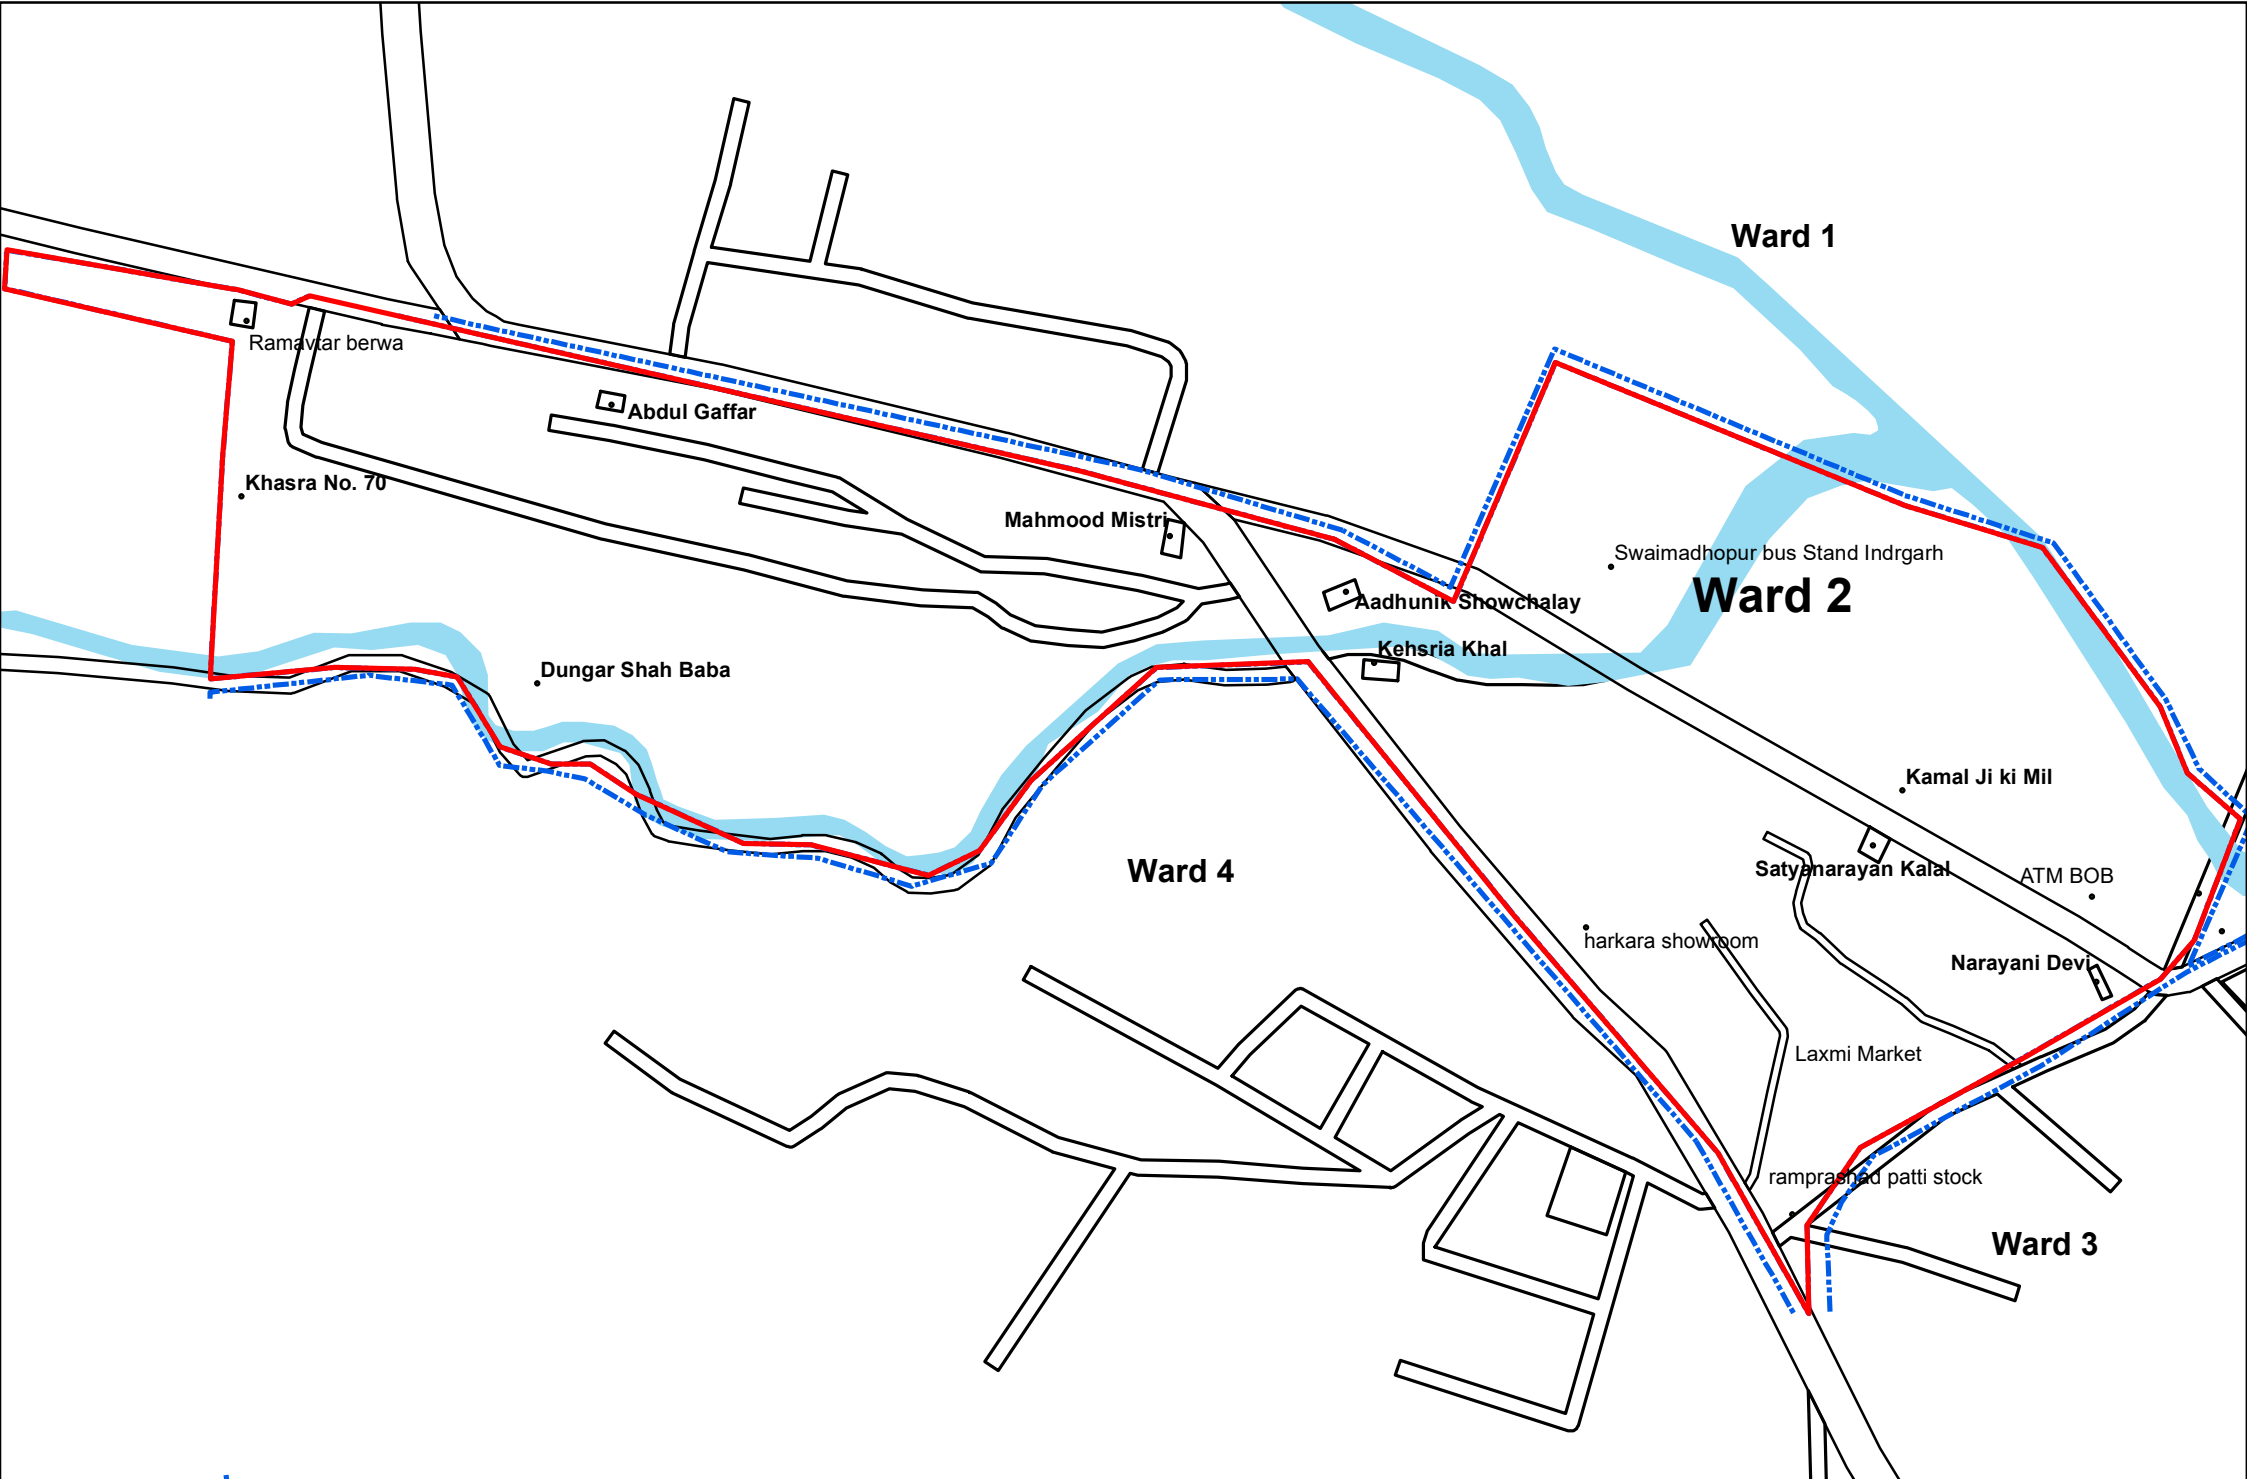 Ward 1
Ramavtar berwa
Abdul Gaffar
Khasra No. 70
Mahmood Mistri
Swaimadhopur bus Stand Indrgarh
Ward 2
Aadhunik Showchalay
Kehsria Khal
Dungar Shah Baba
Kamal Ji ki Mil
Ward 4
Satyanarayan Kalal
ATM BOB
harkara showroom
Narayani Devi
Laxmi Market
ramprashad patti stock
Ward 3